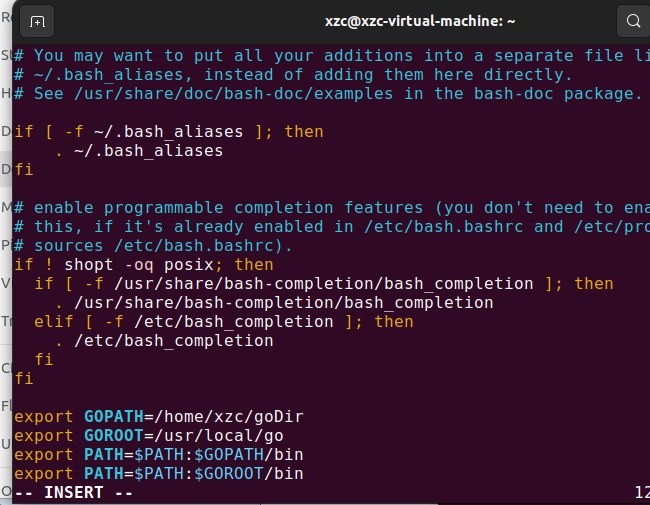 xzc@xzc-virtual-machine: ~
# You may want to put all your additions into a separate file li
# ~/.bash_aliases, instead of adding them here directly.
# See /usr/share/doc/bash-doc/examples in the bash-doc package.
if [ -f ~/.bash_aliases ]; then
    . ~/.bash_aliases
fi
# enable programmable completion features (you don't need to ena
# this, if it's already enabled in /etc/bash.bashrc and /etc/pro
# sources /etc/bash.bashrc).
if ! shopt -oq posix; then
  if [ -f /usr/share/bash-completion/bash_completion ]; then
    . /usr/share/bash-completion/bash_completion
  elif [ -f /etc/bash_completion ]; then
    . /etc/bash_completion
  fi
fi
export GOPATH=/home/xzc/goDir
export GOROOT=/usr/local/go
export PATH=$PATH:$GOPATH/bin
export PATH=$PATH:$GOROOT/bin
-- INSERT -- 12